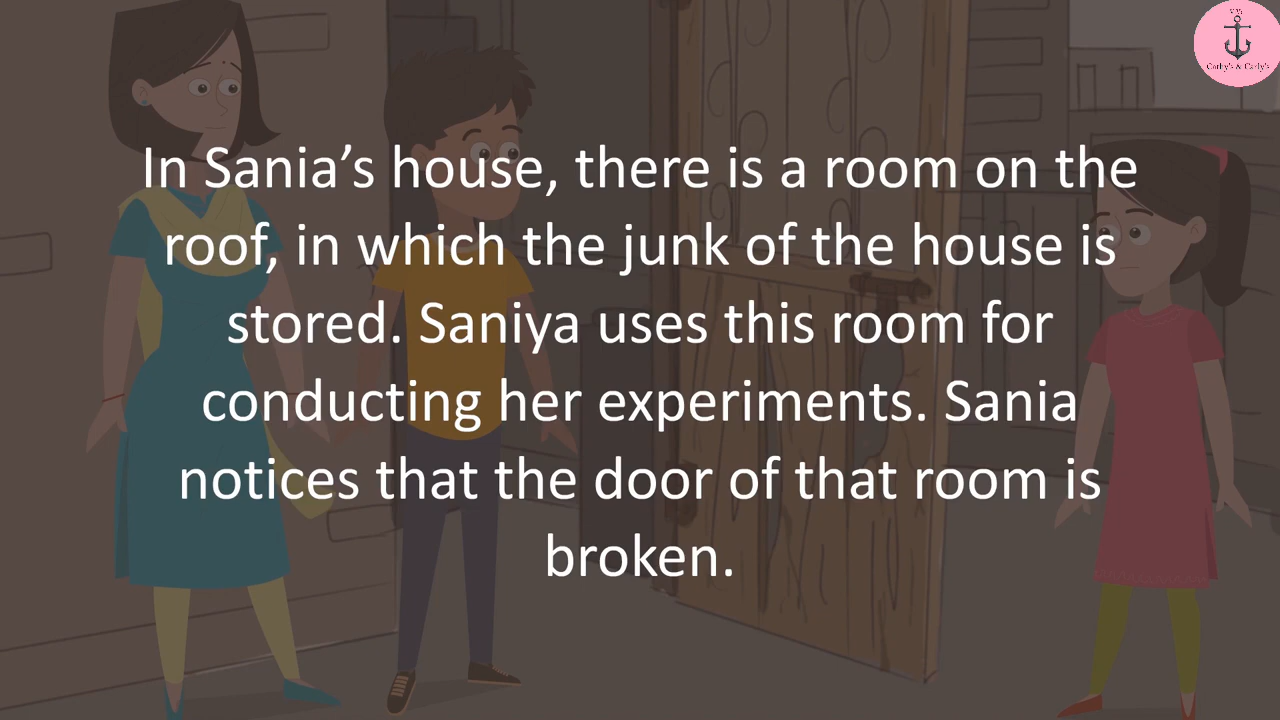 In Sania’s house, there is a room on the
roof, in which the junk of the house is
stored. Saniya uses this room for
conducting her experiments. Sania
notices that the door of that room is
broken.